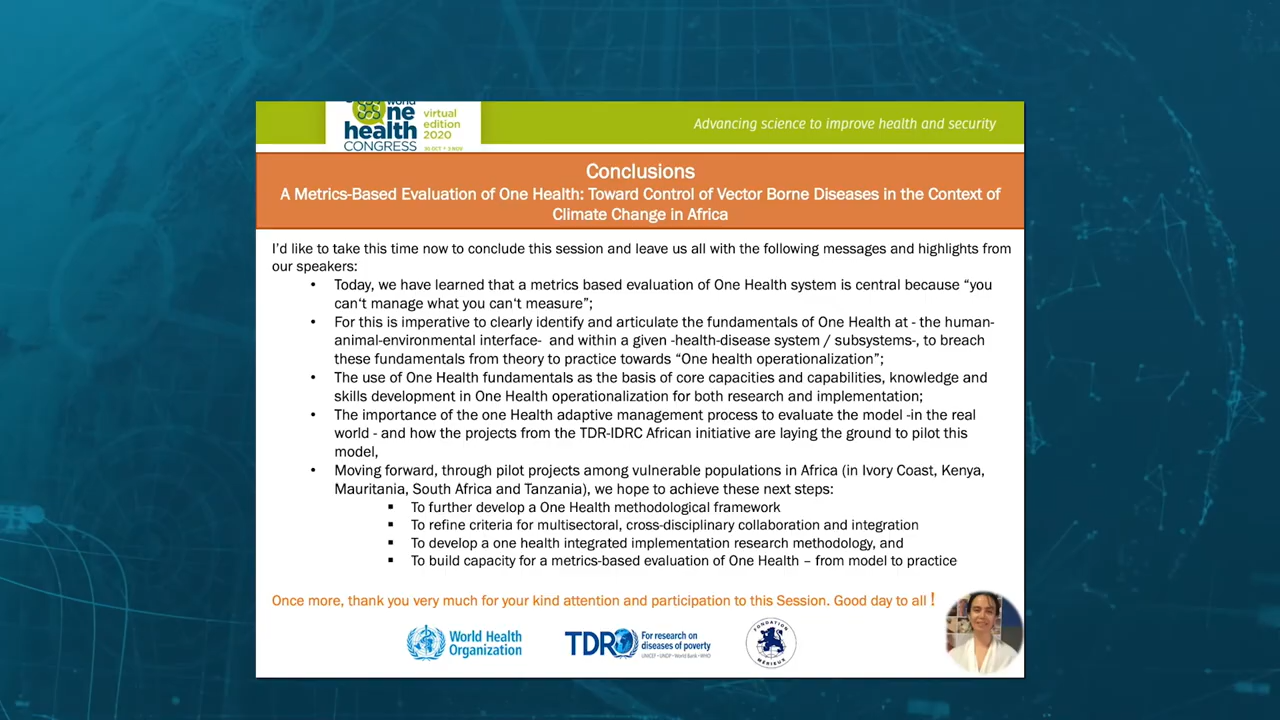 world
one
health
CONGRESS
virtual
edition
2020
30 OCT - 3 NOV
Advancing science to improve health and security
Conclusions
A Metrics-Based Evaluation of One Health: Toward Control of Vector Borne Diseases in the Context of
Climate Change in Africa
I'd like to take this time now to conclude this session and leave us all with the following messages and highlights from
our speakers:
• Today, we have learned that a metrics based evaluation of One Health system is central because “you
can't manage what you can't measure”;
• For this is imperative to clearly identify and articulate the fundamentals of One Health at - the human-
animal-environmental interface- and within a given -health-disease system / subsystems-, to breach
these fundamentals from theory to practice towards “One health operationalization”;
• The use of One Health fundamentals as the basis of core capacities and capabilities, knowledge and
skills development in One Health operationalization for both research and implementation;
• The importance of the one Health adaptive management process to evaluate the model -in the real
world - and how the projects from the TDR-IDRC African initiative are laying the ground to pilot this
model,
• Moving forward, through pilot projects among vulnerable populations in Africa (in Ivory Coast, Kenya,
Mauritania, South Africa and Tanzania), we hope to achieve these next steps:
▪ To further develop a One Health methodological framework
▪ To refine criteria for multisectoral, cross-disciplinary collaboration and integration
▪ To develop a one health integrated implementation research methodology, and
▪ To build capacity for a metrics-based evaluation of One Health – from model to practice
Once more, thank you very much for your kind attention and participation to this Session. Good day to all !
World Health
Organization
TDR
For research on
diseases of poverty
UNICEF • UNDP • World Bank • WHO
FONDATION
MÉRIEUX